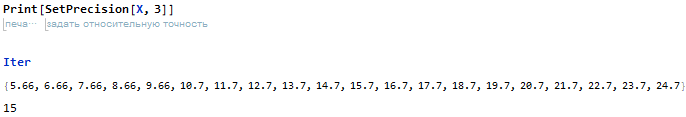 Print[SetPrecision[X, 3]]
печа⋯ задать относительную точность
Iter
{5.66, 6.66, 7.66, 8.66, 9.66, 10.7, 11.7, 12.7, 13.7, 14.7, 15.7, 16.7, 17.7, 18.7, 19.7, 20.7, 21.7, 22.7, 23.7, 24.7}
15